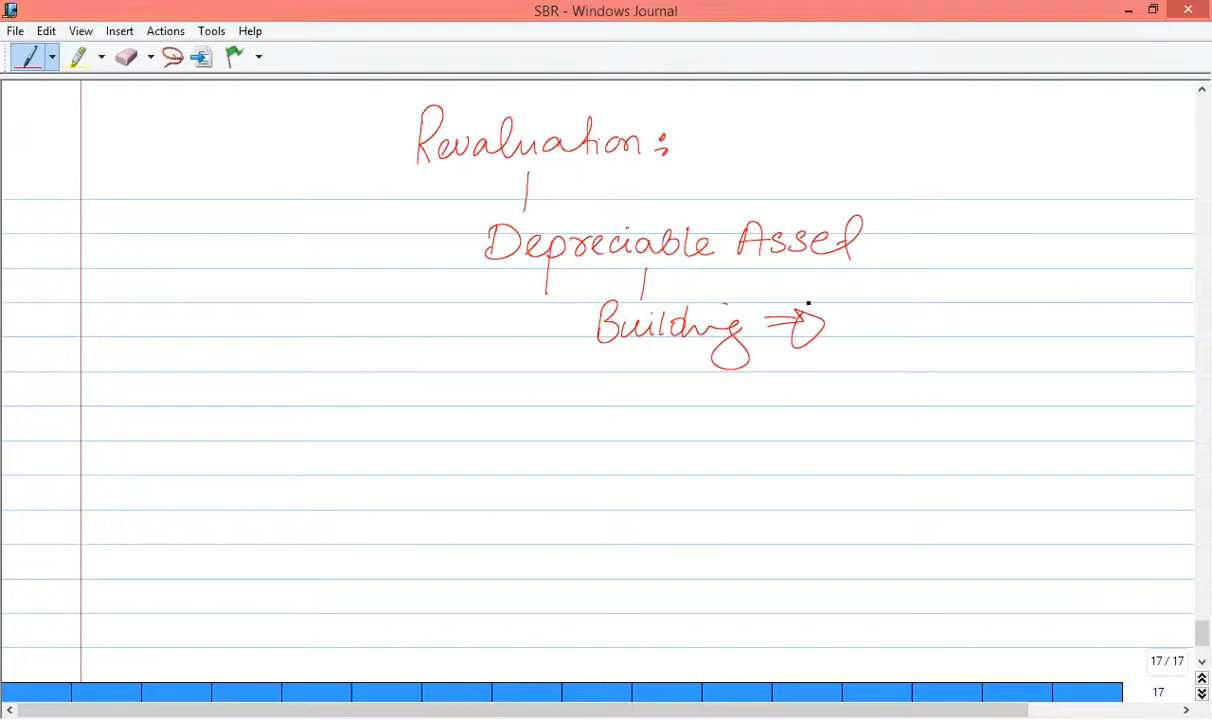 SBR - Windows Journal
File Edit View Insert Actions Tools Help
Revaluation:
Depreciable Asset
Building ⇒
17 / 17
17